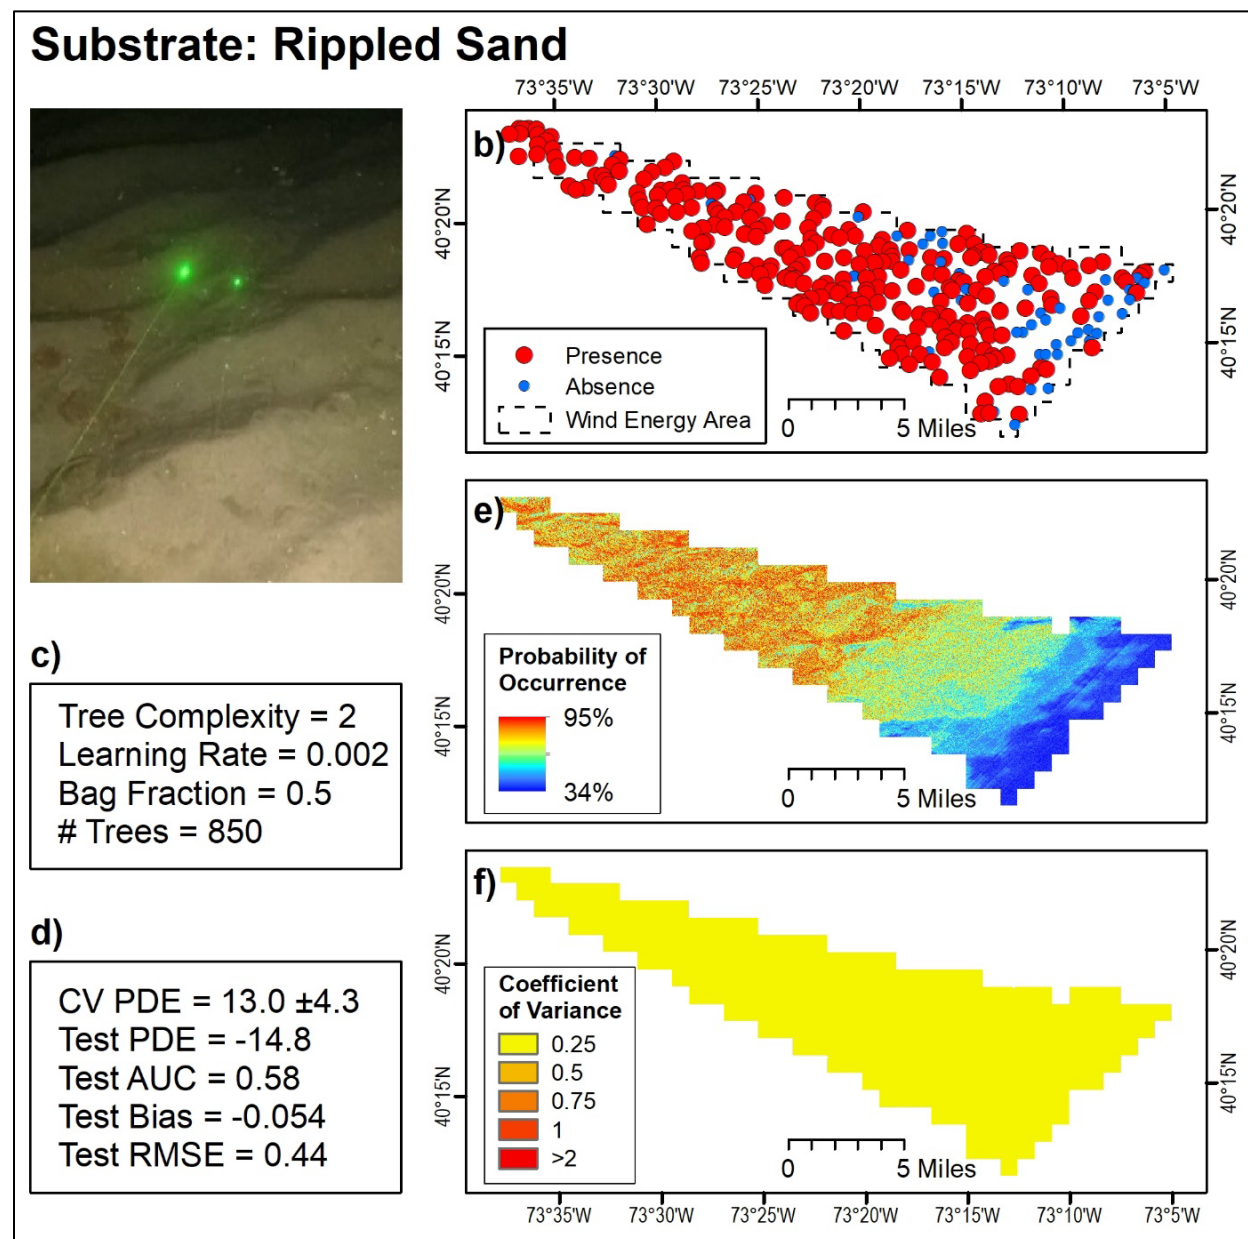 Substrate: Rippled Sand
73°35'W 73°30'W 73°25'W 73°20'W 73°15'W 73°10'W 73°5'W
b)
40°20'N
40°15'N
40°20'N
40°15'N
Presence
Absence
Wind Energy Area
0 5 Miles
c)
Tree Complexity = 2
Learning Rate = 0.002
Bag Fraction = 0.5
# Trees = 850
e)
40°20'N
40°15'N
40°20'N
40°15'N
Probability of
Occurrence
95%
34%
0 5 Miles
d)
CV PDE = 13.0 ±4.3
Test PDE = -14.8
Test AUC = 0.58
Test Bias = -0.054
Test RMSE = 0.44
f)
40°20'N
40°15'N
40°20'N
40°15'N
Coefficient
of Variance
0.25
0.5
0.75
1
>2
0 5 Miles
73°35'W 73°30'W 73°25'W 73°20'W 73°15'W 73°10'W 73°5'W